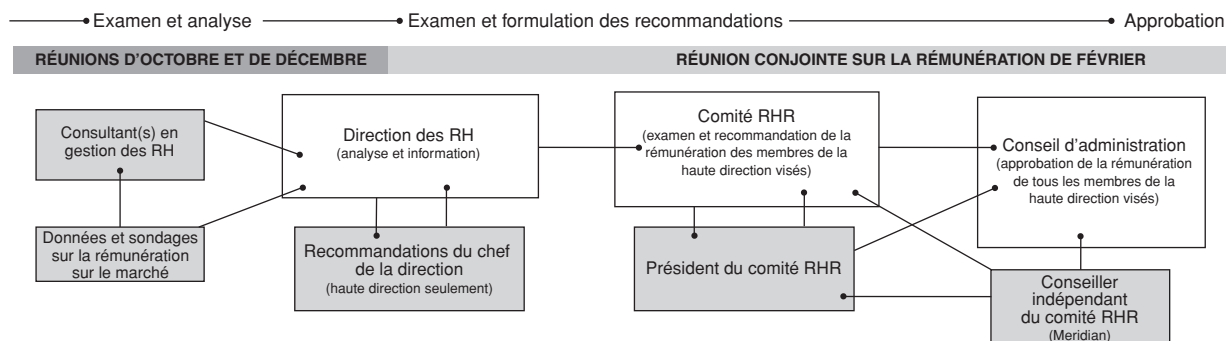 Examen et analyse
Examen et formulation des recommandations
Approbation
RÉUNIONS D'OCTOBRE ET DE DÉCEMBRE
RÉUNION CONJOINTE SUR LA RÉMUNÉRATION DE FÉVRIER
Consultant(s) en
gestion des RH
Données et sondages
sur la rémunération
sur le marché
Direction des RH
(analyse et information)
Recommandations du chef
de la direction
(haute direction seulement)
Comité RHR
(examen et recommandation de la
rémunération des membres de la
haute direction visés)
Président du comité RHR
Conseil d'administration
(approbation de la rémunération
de tous les membres de la
haute direction visés)
Conseiller
indépendant
du comité RHR
(Meridian)